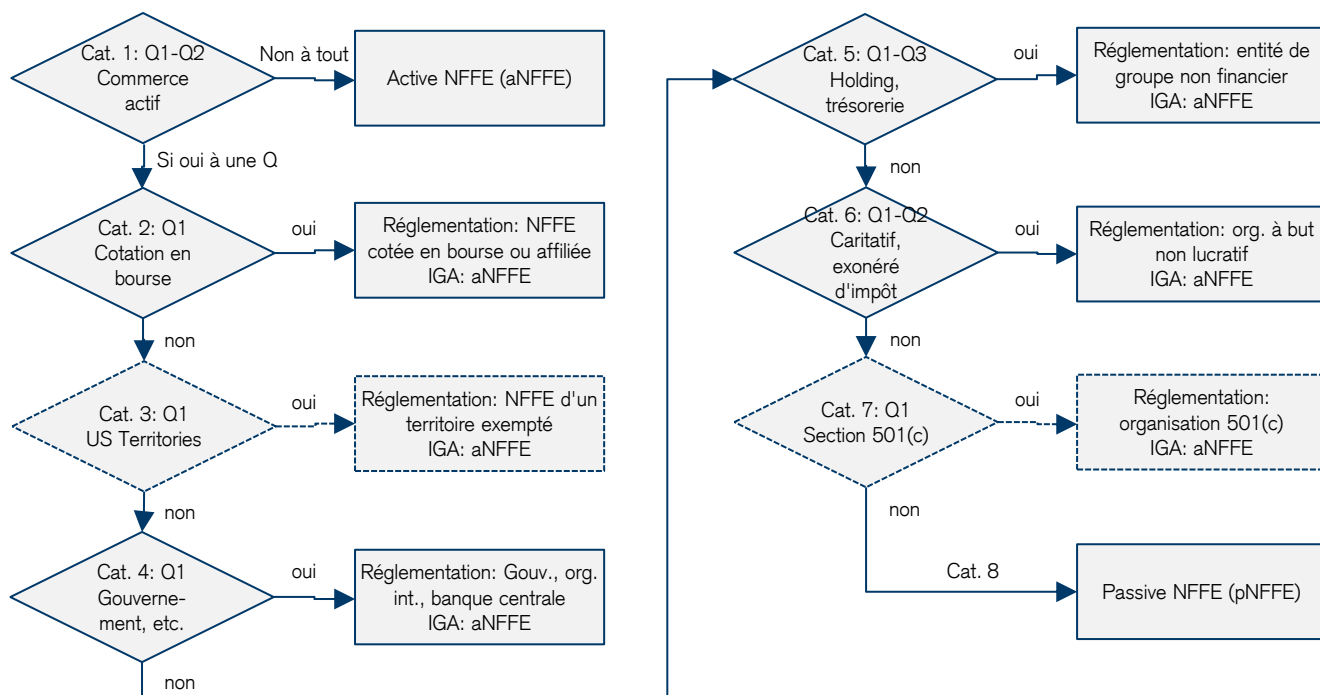 Cat. 1: Q1-Q2
Commerce
actif
Non à tout
Active NFFE (aNFFE)
Si oui à une Q
Cat. 2: Q1
Cotation en
bourse
oui
Réglementation: NFFE
cotée en bourse ou affiliée
IGA: aNFFE
non
Cat. 3: Q1
US Territories
oui
Réglementation: NFFE d'un
territoire exempté
IGA: aNFFE
non
Cat. 4: Q1
Gouverne-
ment, etc.
oui
Réglementation: Gouv., org.
int., banque centrale
IGA: aNFFE
non
Cat. 5: Q1-Q3
Holding,
trésorerie
oui
Réglementation: entité de
groupe non financier
IGA: aNFFE
non
Cat. 6: Q1-Q2
Caritatif,
exonéré
d'impôt
oui
Réglementation: org. à but
non lucratif
IGA: aNFFE
non
Cat. 7: Q1
Section 501(c)
oui
Réglementation:
organisation 501(c)
IGA: aNFFE
non
Cat. 8
Passive NFFE (pNFFE)